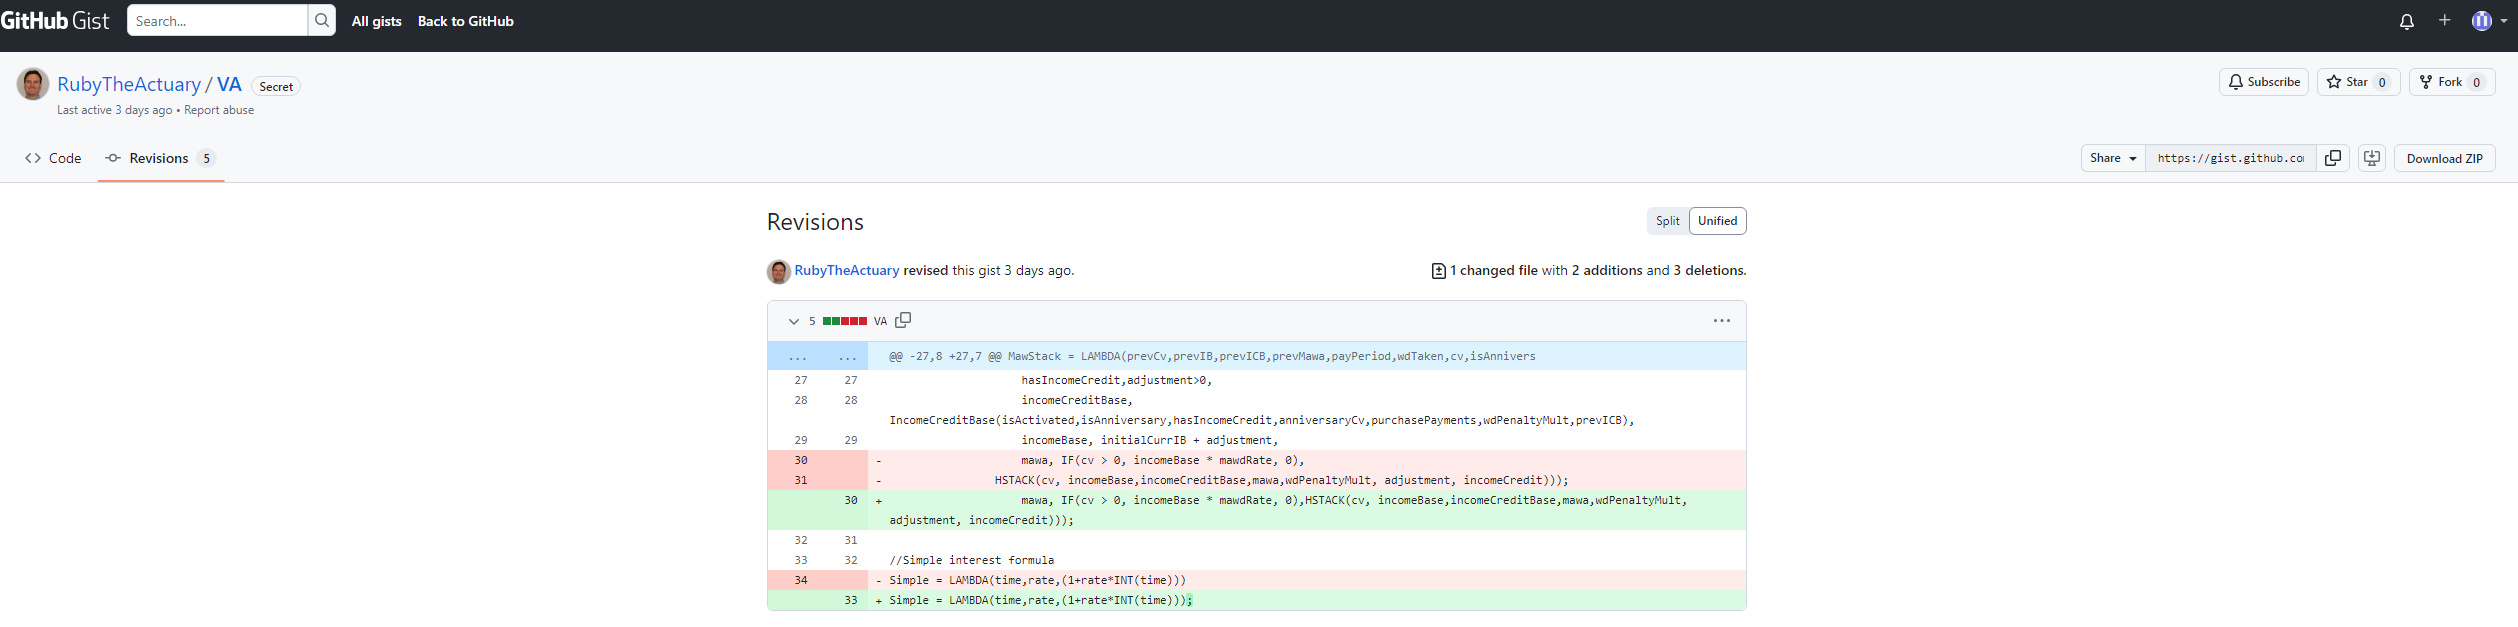 GitHub Gist Search... All gists Back to GitHub
RubyTheActuary / VA Secret
Subscribe Star 0 Fork 0
Last active 3 days ago • Report abuse
Code Revisions 5
Share https://gist.github.co Download ZIP
Revisions
Split Unified
RubyTheActuary revised this gist 3 days ago.
1 changed file with 2 additions and 3 deletions.
5 VA
... ... @@ -27,8 +27,7 @@ MawStack = LAMBDA(prevCv,prevIB,prevICB,prevMawa,payPeriod,wdTaken,cv,isAnnivers
27 27 hasIncomeCredit,adjustment>0,
28 28 incomeCreditBase,
IncomeCreditBase(isActivated,isAnniversary,hasIncomeCredit,anniversaryCv,purchasePayments,wdPenaltyMult,prevICB),
29 29 incomeBase, initialCurrIB + adjustment,
30 - mawa, IF(cv > 0, incomeBase * mawdRate, 0),
31 - HSTACK(cv, incomeBase,incomeCreditBase,mawa,wdPenaltyMult, adjustment, incomeCredit)));
30 + mawa, IF(cv > 0, incomeBase * mawdRate, 0),HSTACK(cv, incomeBase,incomeCreditBase,mawa,wdPenaltyMult,
adjustment, incomeCredit)));
32 31
33 32 //Simple interest formula
34 - Simple = LAMBDA(time,rate,(1+rate*INT(time)))
33 + Simple = LAMBDA(time,rate,(1+rate*INT(time)));